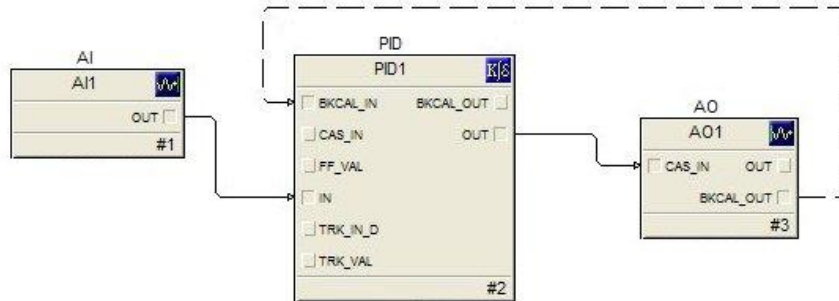 AI
AI1
OUT
#1
PID
PID1
K∫δ
BKCAL_IN BKCAL_OUT
CAS_IN OUT
FF_VAL
IN
TRK_IN_D
TRK_VAL
#2
AO
AO1
CAS_IN OUT
BKCAL_OUT
#3